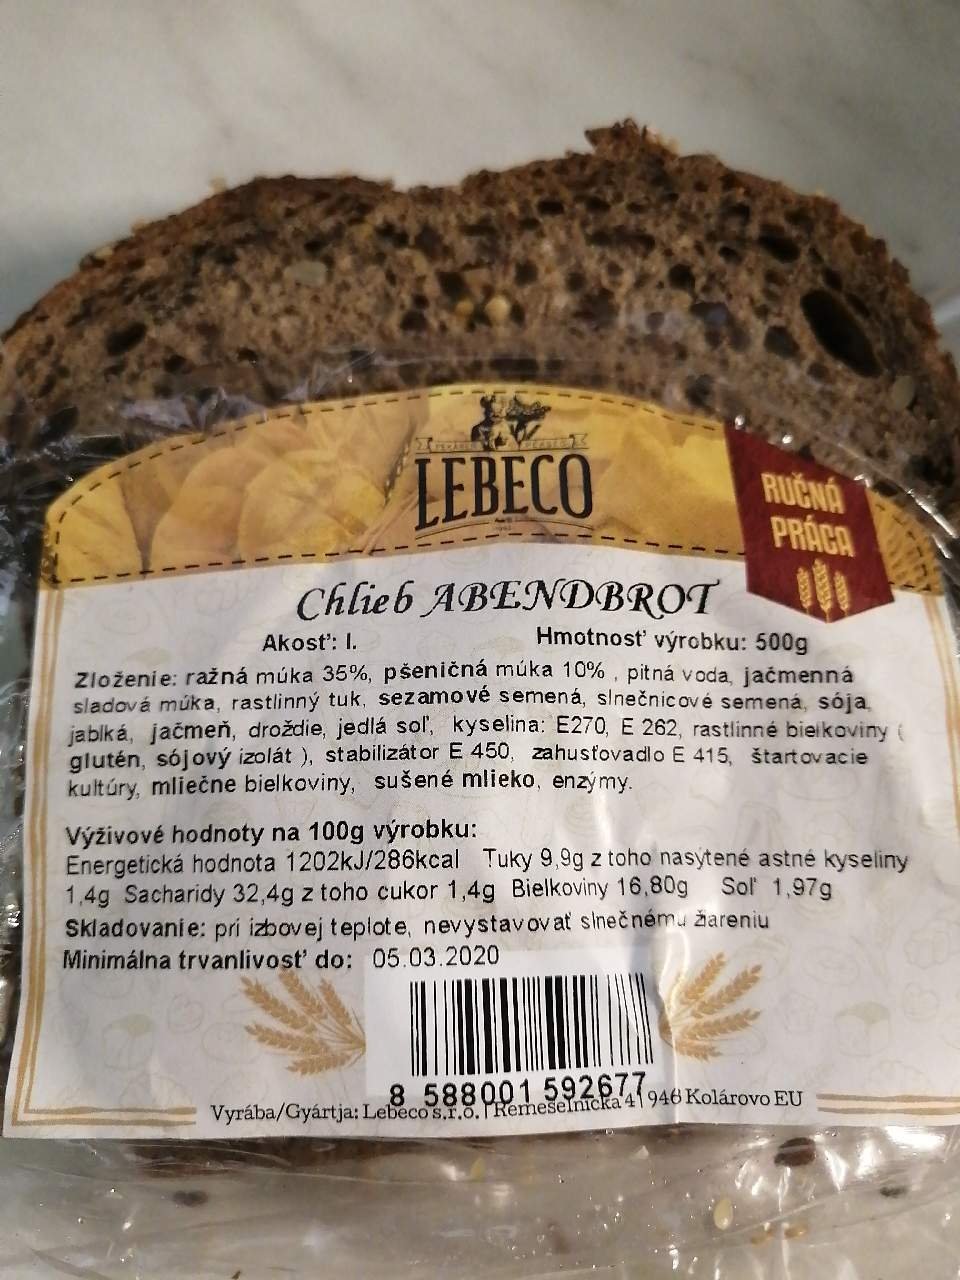 LEBECO
RUČNÁ
PRÁCA
Chlieb ABENDBROT
Akosť: I. Hmotnosť výrobku: 500g
Zloženie: ražná múka 35%, pšeničná múka 10% , pitná voda, jačmenná
sladová múka, rastlinný tuk, sezamové semená, slnečnicové semená, sója,
jablká, jačmeň, droždie, jedlá soľ, kyselina: E270, E 262, rastlinné bielkoviny (
glutén, sójový izolát ), stabilizátor E 450, zahusťovadlo E 415, štartovacie
kultúry, mliečne bielkoviny, sušené mlieko, enzýmy.
Výživové hodnoty na 100g výrobku:
Energetická hodnota 1202kJ/286kcal Tuky 9,9g z toho nasýtené astné kyseliny
1,4g Sacharidy 32,4g z toho cukor 1,4g Bielkoviny 16,80g Soľ 1,97g
Skladovanie: pri izbovej teplote, nevystavovať slnečnému žiareniu
Minimálna trvanlivosť do: 05.03.2020
8 588001 592677
Vyrába/Gyártja: Lebeco s.r.o. | Remeselnícka 4 | 946 Kolárovo EU